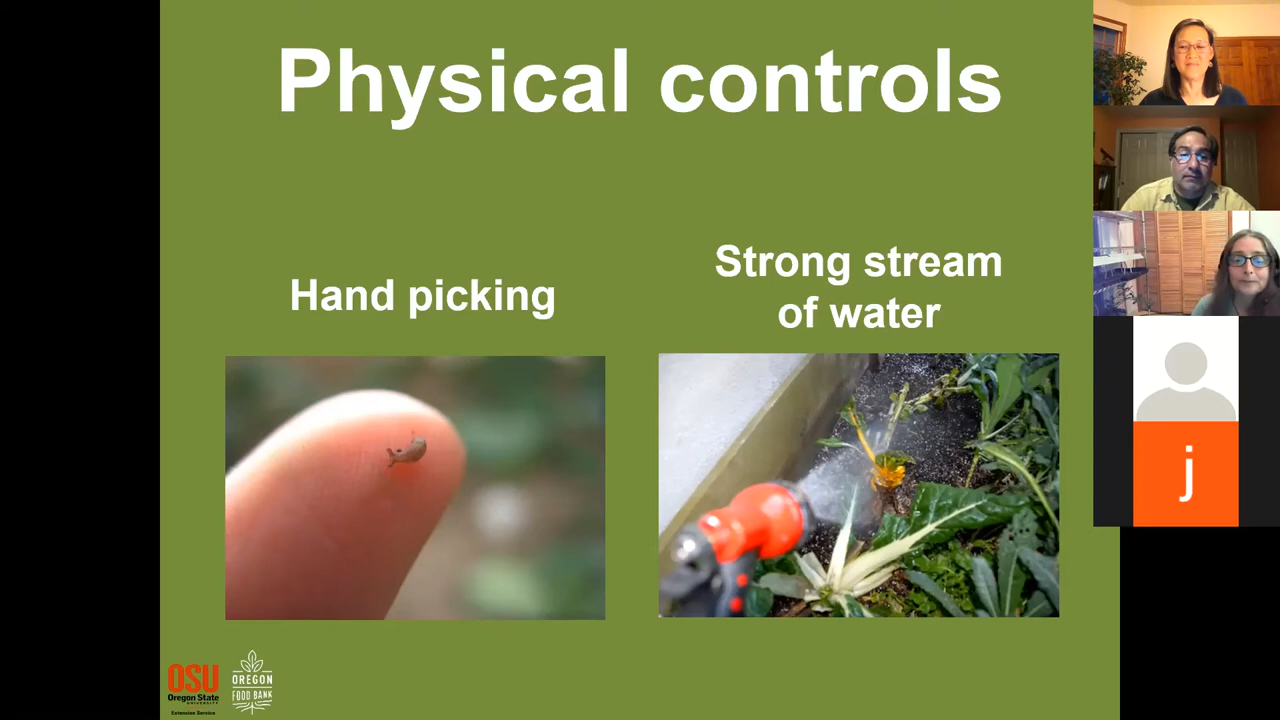 Physical controls
Hand picking
Strong stream
of water
j
OSU
Oregon State
UNIVERSITY
Extension Service
OREGON
FOOD BANK